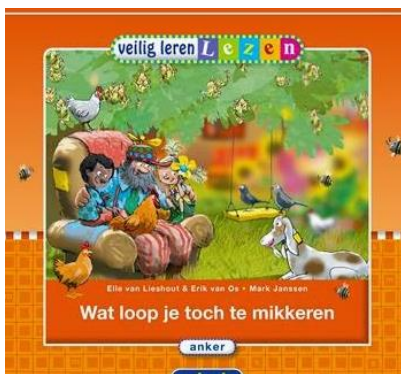 veilig leren Lezen
Elle van Lieshout & Erik van Os • Mark Janssen
Wat loop je toch te mikkeren
anker